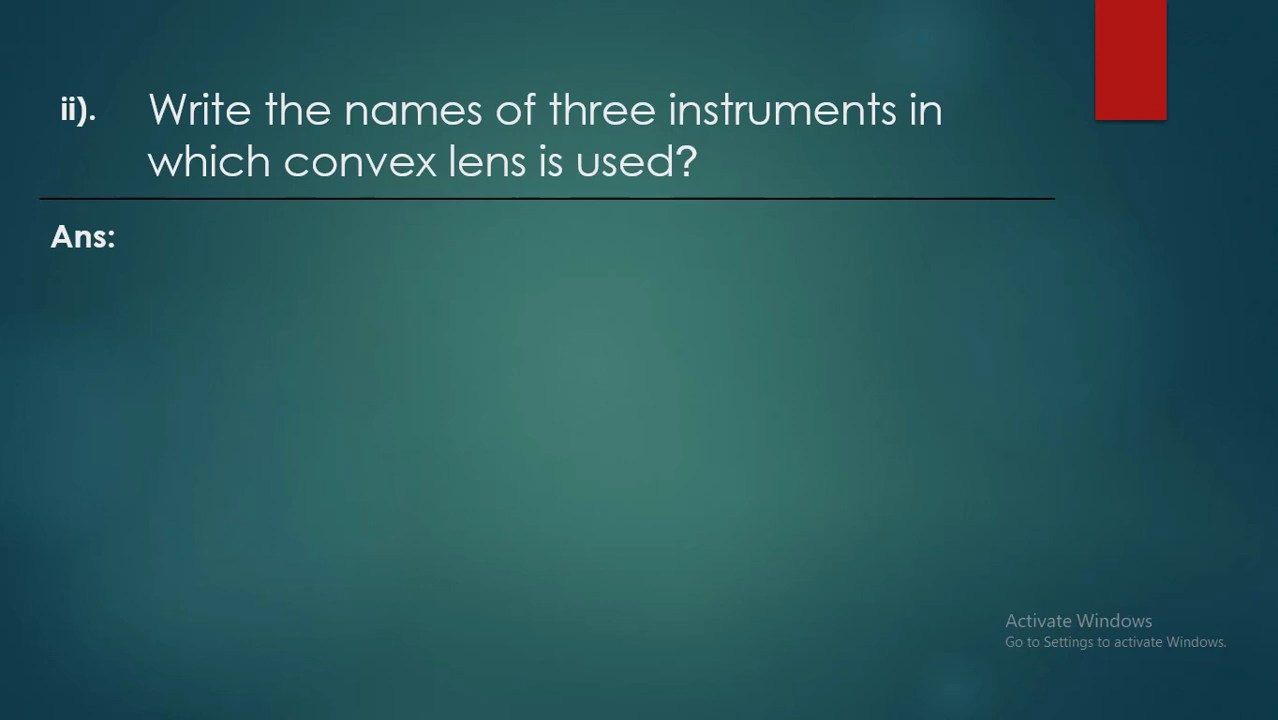 ii). Write the names of three instruments in
which convex lens is used?
Ans:
Activate Windows
Go to Settings to activate Windows.